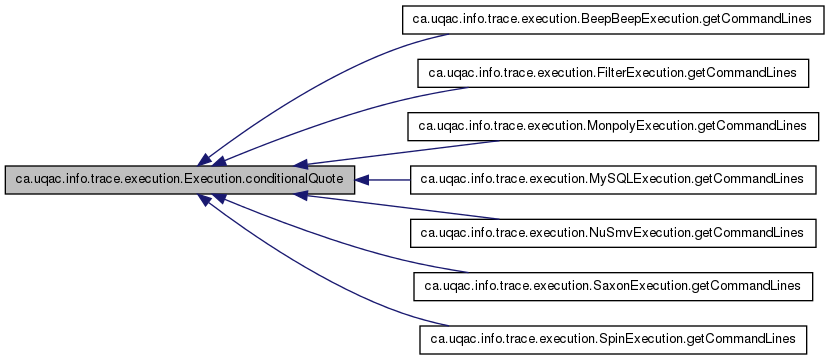 ca.uqac.info.trace.execution.BeepBeepExecution.getCommandLines
ca.uqac.info.trace.execution.FilterExecution.getCommandLines
ca.uqac.info.trace.execution.MonpolyExecution.getCommandLines
ca.uqac.info.trace.execution.Execution.conditionalQuote
ca.uqac.info.trace.execution.MySQLExecution.getCommandLines
ca.uqac.info.trace.execution.NuSmvExecution.getCommandLines
ca.uqac.info.trace.execution.SaxonExecution.getCommandLines
ca.uqac.info.trace.execution.SpinExecution.getCommandLines